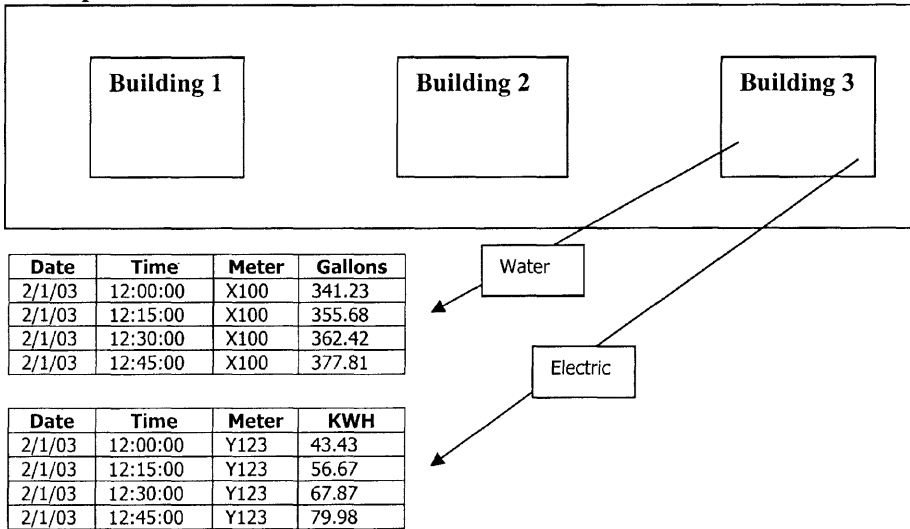 Building 1 Building 2 Building 3
Water
Date Time Meter Gallons
2/1/03 12:00:00 X100 341.23
2/1/03 12:15:00 X100 355.68
2/1/03 12:30:00 X100 362.42
2/1/03 12:45:00 X100 377.81
Electric
Date Time Meter KWH
2/1/03 12:00:00 Y123 43.43
2/1/03 12:15:00 Y123 56.67
2/1/03 12:30:00 Y123 67.87
2/1/03 12:45:00 Y123 79.98